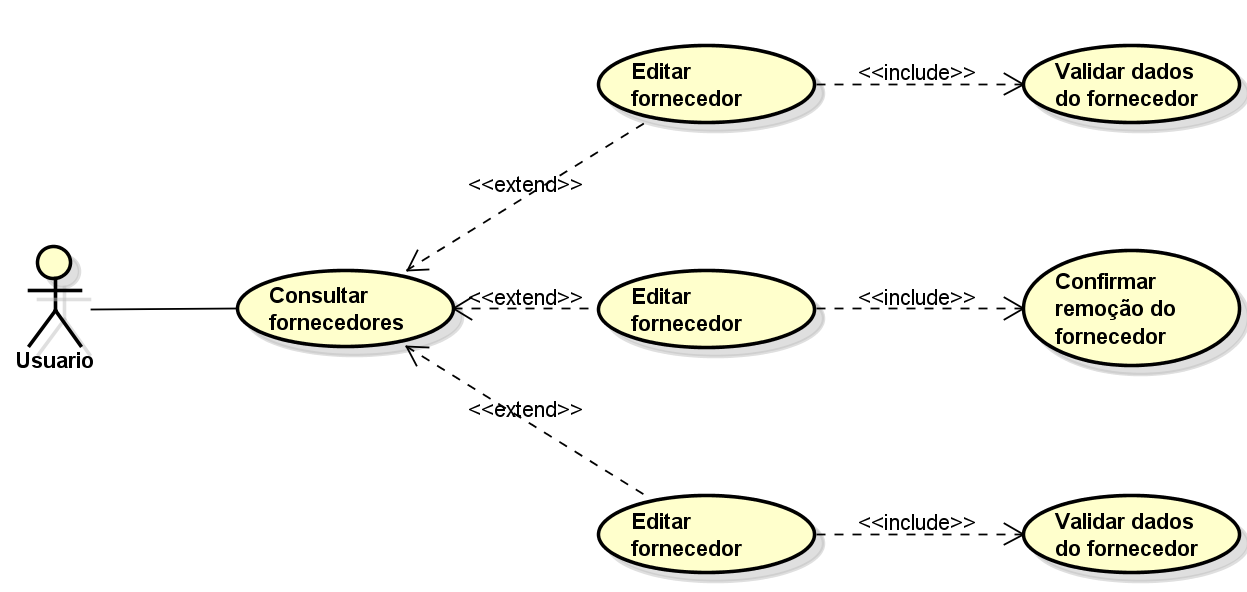 Editar
fornecedor
<<include>>
Validar dados
do fornecedor
<<extend>>
Usuario
Consultar
fornecedores
<<extend>>
Editar
fornecedor
<<include>>
Confirmar
remoção do
fornecedor
<<extend>>
Editar
fornecedor
<<include>>
Validar dados
do fornecedor